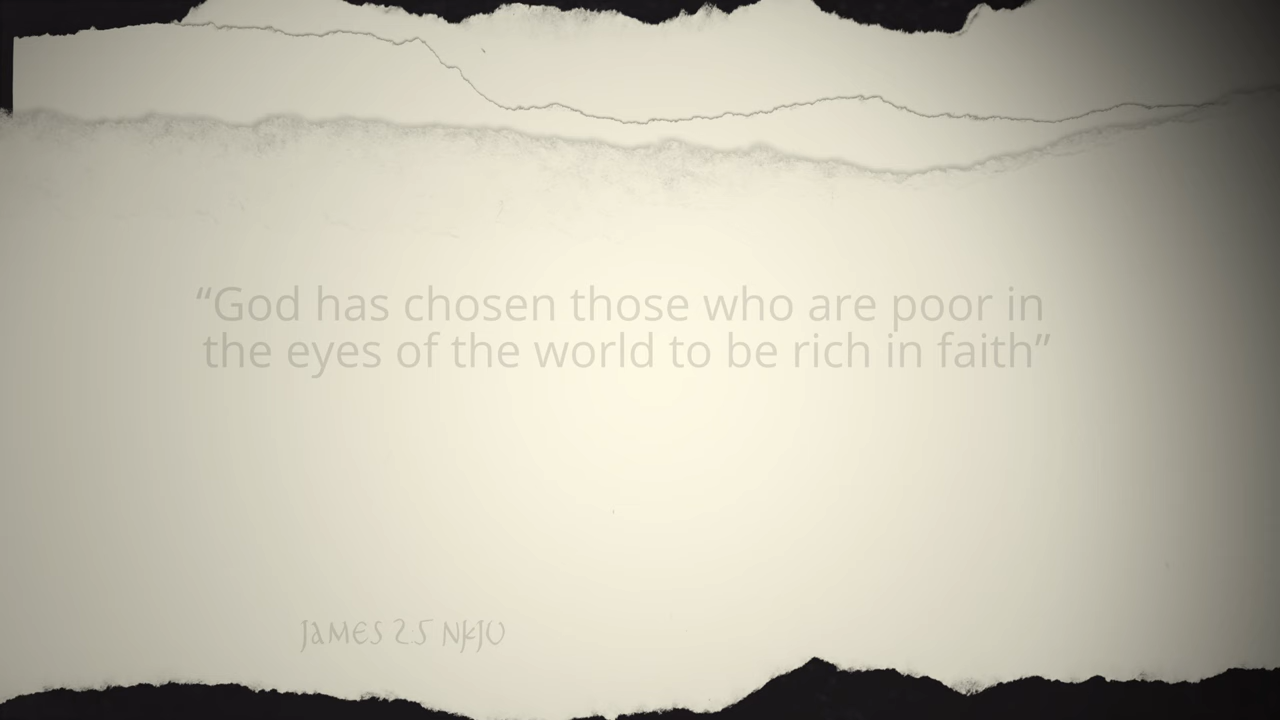 “God has chosen those who are poor in
the eyes of the world to be rich in faith”
JAMES 2.5 NKJU